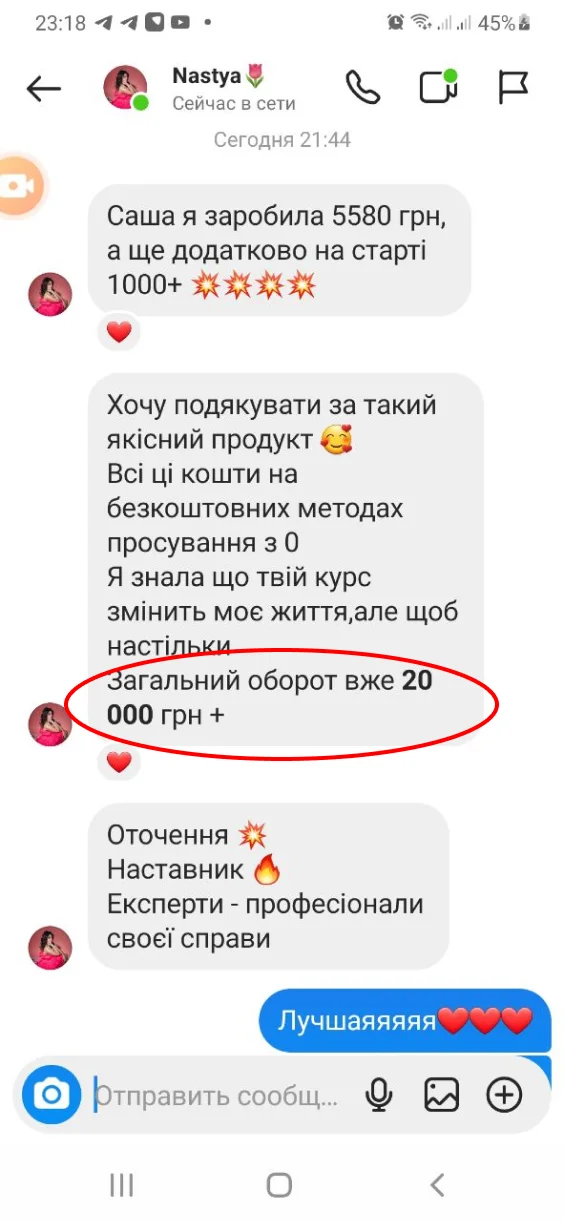 23:18
45%
Nastya🌷
Сейчас в сети
Сегодня 21:44
Саша я заробила 5580 грн,
а ще додатково на старті
1000+ 💥💥💥💥
Хочу подякувати за такий
якісний продукт 🥰
Всі ці кошти на
безкоштовних методах
просування з 0
Я знала що твій курс
змінить моє життя,але щоб
настільки
Загальний оборот вже 20
000 грн +
Оточення 💥
Наставник 🔥
Експерти - професіонали
своєї справи
Лучшаяяяяя❤️❤️❤️
Отправить сообщ...